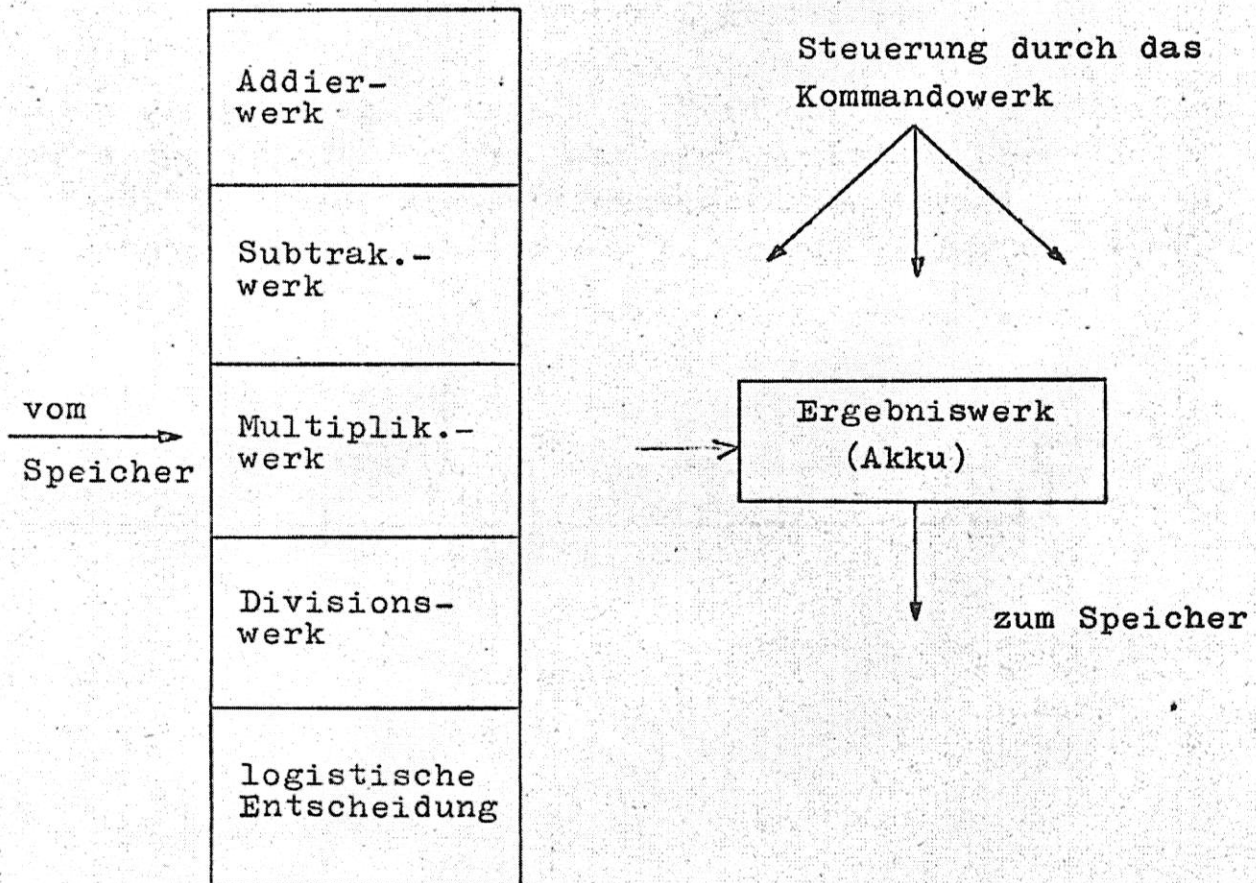 Steuerung durch das
Kommandowerk
Addier-
werk
Subtrak.-
werk
vom
Speicher
Multiplik.-
werk
Ergebniswerk
(Akku)
Divisions-
werk
zum Speicher
logistische
Entscheidung